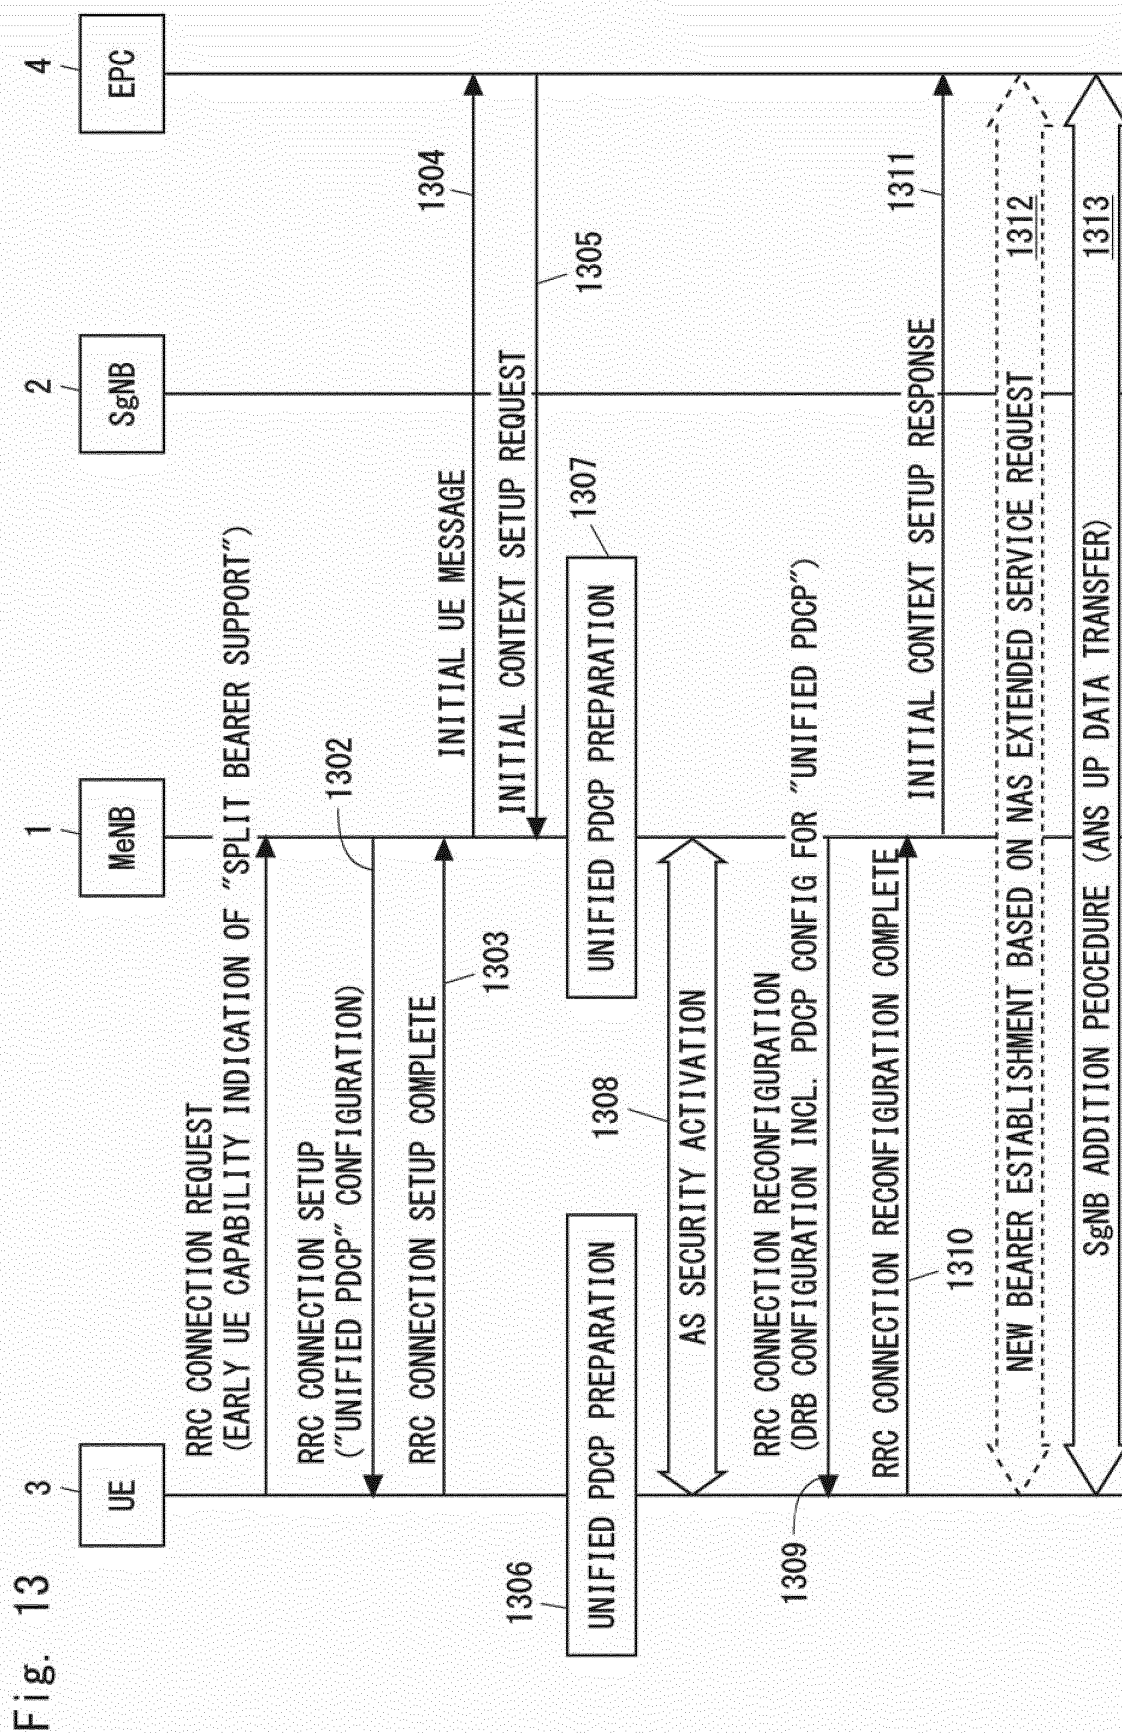 Fig. 13
3
1
2
4
UE
MeNB
SgNB
EPC
RRC CONNECTION REQUEST
(EARLY UE CAPABILITY INDICATION OF "SPLIT BEARER SUPPORT")
RRC CONNECTION SETUP
("UNIFIED PDCP" CONFIGURATION)
1302
RRC CONNECTION SETUP COMPLETE
1303
INITIAL UE MESSAGE
1304
INITIAL CONTEXT SETUP REQUEST
1305
1306
UNIFIED PDCP PREPARATION
UNIFIED PDCP PREPARATION
1307
1308
AS SECURITY ACTIVATION
RRC CONNECTION RECONFIGURATION
(DRB CONFIGURATION INCL. PDCP CONFIG FOR "UNIFIED PDCP")
1309
RRC CONNECTION RECONFIGURATION COMPLETE
1310
INITIAL CONTEXT SETUP RESPONSE
1311
NEW BEARER ESTABLISHMENT BASED ON NAS EXTENDED SERVICE REQUEST
1312
SgNB ADDITION PEOCEDURE (ANS UP DATA TRANSFER)
1313